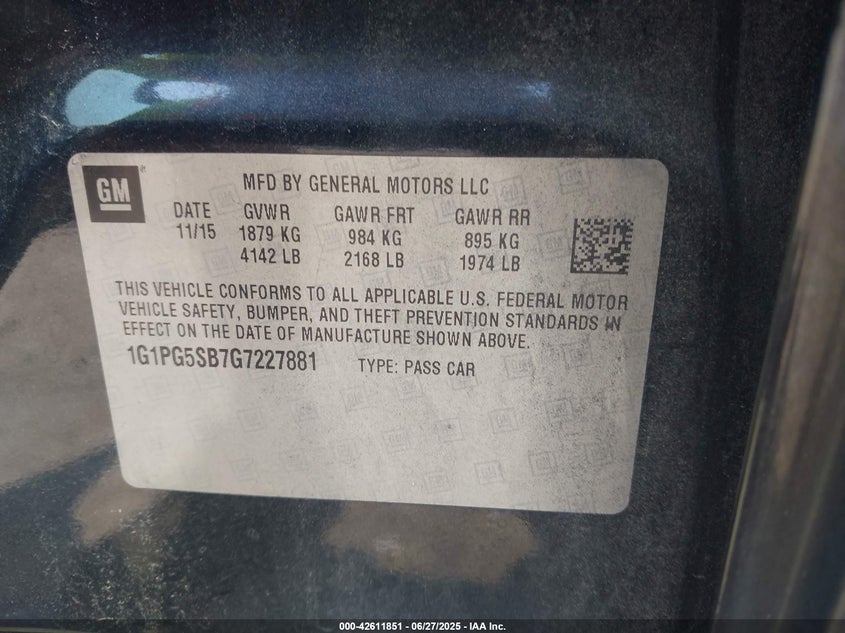 GM
MFD BY GENERAL MOTORS LLC
DATE GVWR GAWR FRT GAWR RR
11/15 1879 KG 984 KG 895 KG
4142 LB 2168 LB 1974 LB
THIS VEHICLE CONFORMS TO ALL APPLICABLE U.S. FEDERAL MOTOR
VEHICLE SAFETY, BUMPER, AND THEFT PREVENTION STANDARDS IN
EFFECT ON THE DATE OF MANUFACTURE SHOWN ABOVE.
1G1PG5SB7G7227881 TYPE: PASS CAR
000-42611851 / 06/27/2025 - IAA Inc.